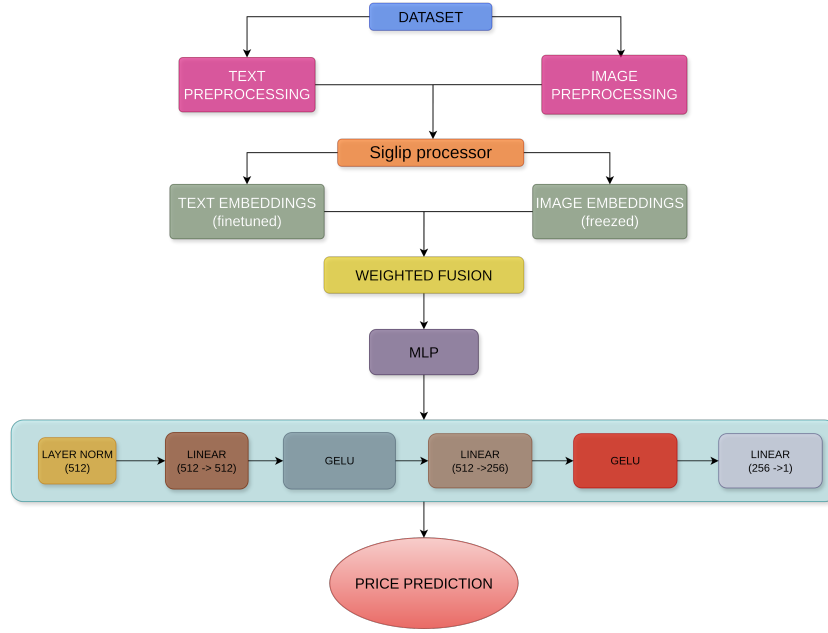 DATASET
TEXT
PREPROCESSING
IMAGE
PREPROCESSING
Siglip processor
TEXT EMBEDDINGS
(finetuned)
IMAGE EMBEDDINGS
(freezed)
WEIGHTED FUSION
MLP
LAYER NORM
(512)
LINEAR
(512 -> 512)
GELU
LINEAR
(512 ->256)
GELU
LINEAR
(256 ->1)
PRICE PREDICTION